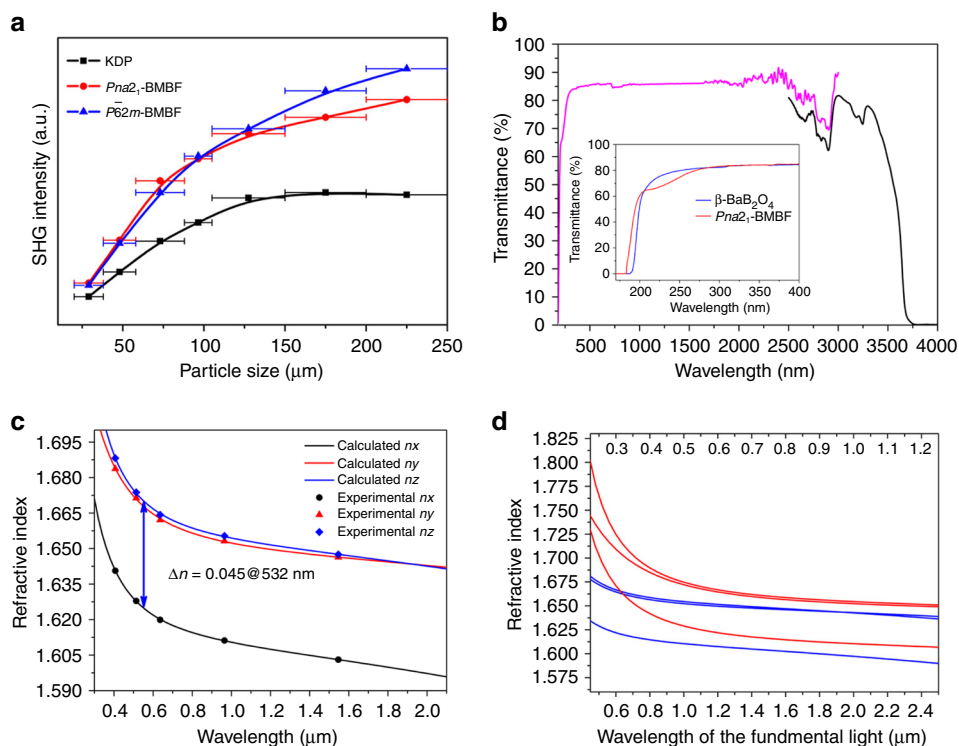 a
SHG intensity (a.u.)
KDP
Pna2₁-BMBF
P6̅2m-BMBF
50 100 150 200 250
Particle size (μm)
b
Transmittance (%)
100
90
80
70
60
50
40
30
20
10
0
500 1000 1500 2000 2500 3000 3500 4000
Wavelength (nm)
Transmittance (%)
100
80
60
40
20
0
β-BaB₂O₄
Pna2₁-BMBF
200 250 300 350 400
Wavelength (nm)
c
Refractive index
1.695
1.680
1.665
1.650
1.635
1.620
1.605
1.590
Calculated nx
Calculated ny
Calculated nz
Experimental nx
Experimental ny
Experimental nz
Δn = 0.045@532 nm
0.4 0.6 0.8 1.0 1.2 1.4 1.6 1.8 2.0
Wavelength (μm)
d
Refractive index
0.3 0.4 0.5 0.6 0.7 0.8 0.9 1.0 1.1 1.2
1.825
1.800
1.775
1.750
1.725
1.700
1.675
1.650
1.625
1.600
1.575
0.6 0.8 1.0 1.2 1.4 1.6 1.8 2.0 2.2 2.4
Wavelength of the fundmental light (μm)